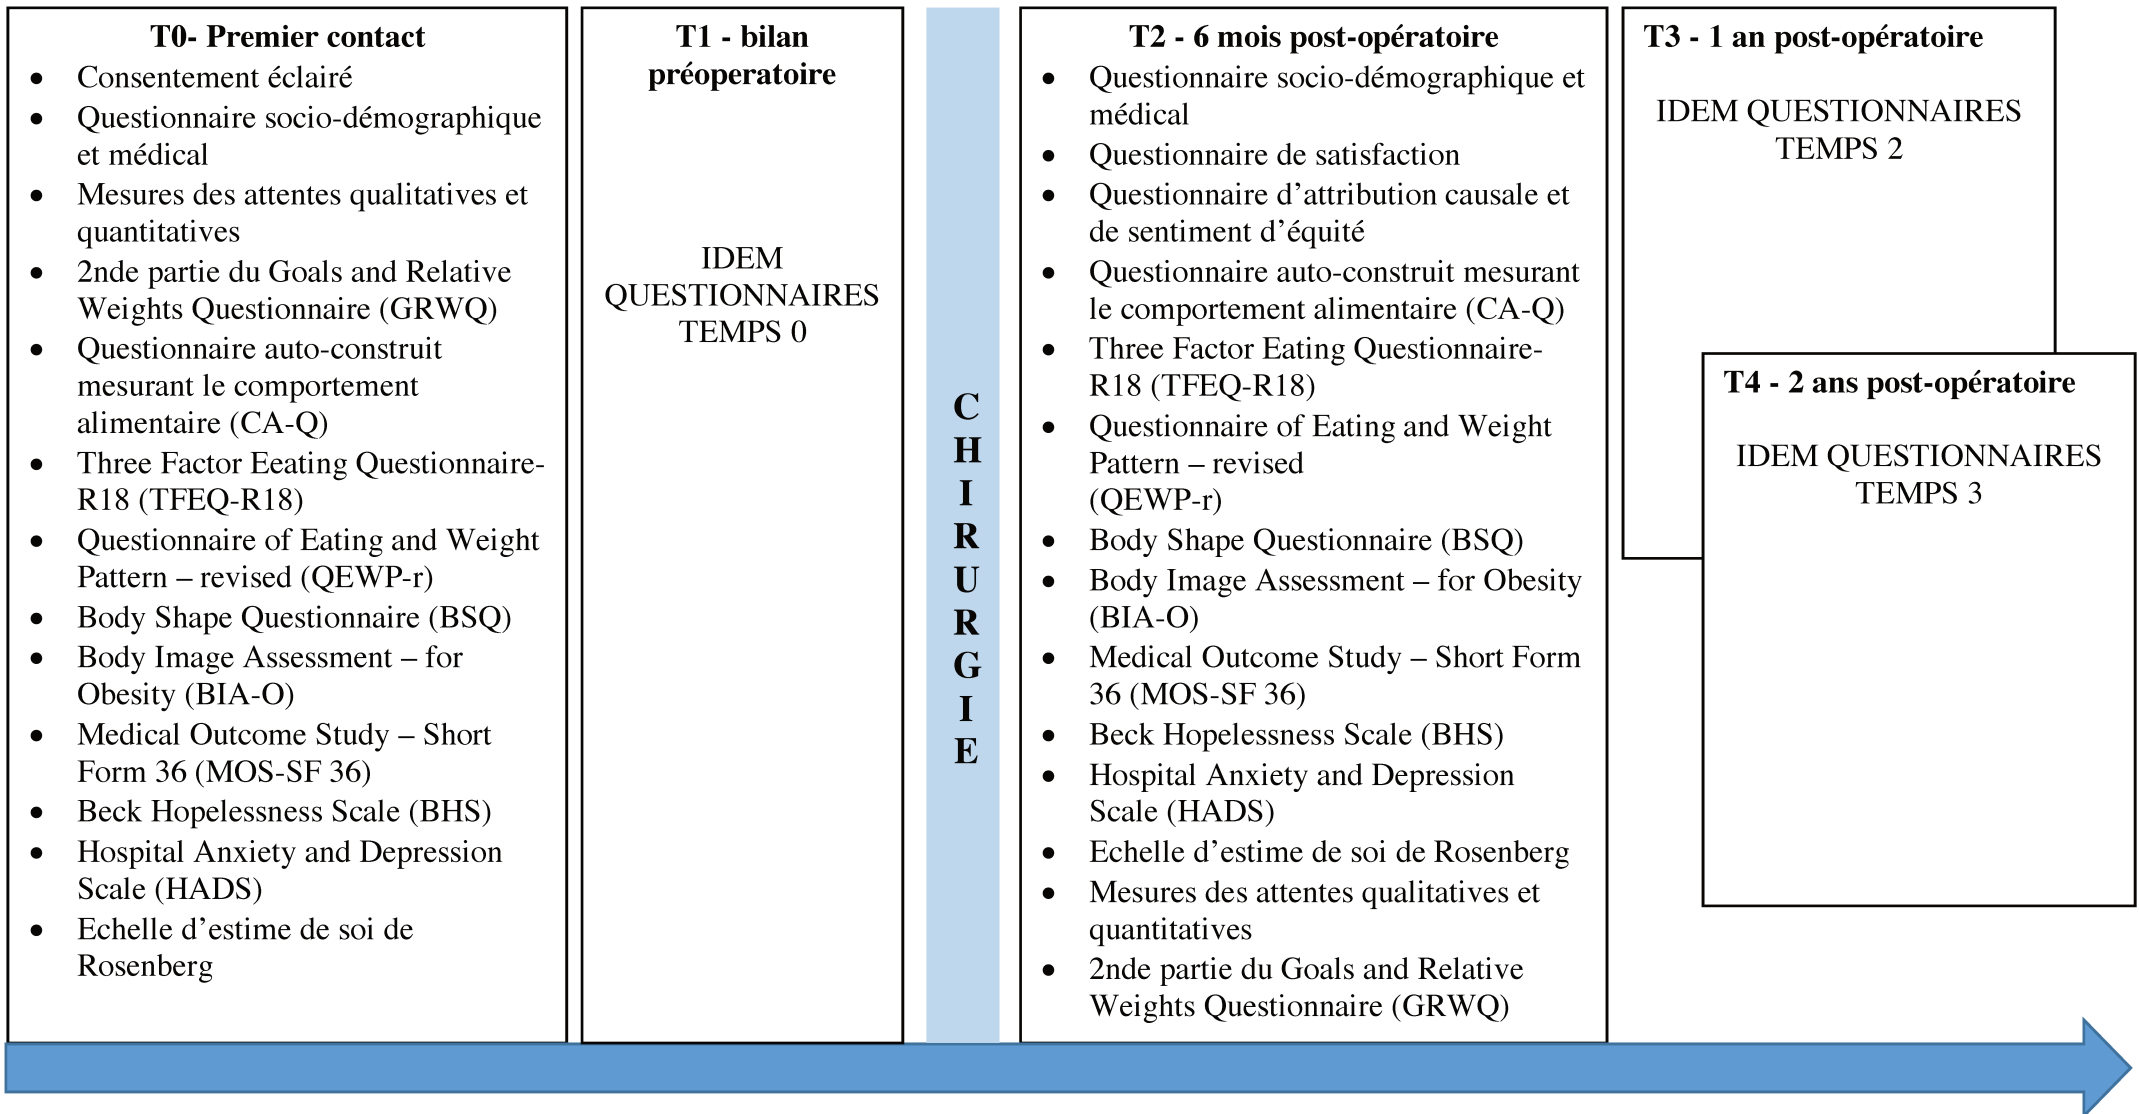 T0- Premier contact
• Consentement éclairé
• Questionnaire socio-démographique
et médical
• Mesures des attentes qualitatives et
quantitatives
• 2nde partie du Goals and Relative
Weights Questionnaire (GRWQ)
• Questionnaire auto-construit
mesurant le comportement
alimentaire (CA-Q)
• Three Factor Eeating Questionnaire-
R18 (TFEQ-R18)
• Questionnaire of Eating and Weight
Pattern – revised (QEWP-r)
• Body Shape Questionnaire (BSQ)
• Body Image Assessment – for
Obesity (BIA-O)
• Medical Outcome Study – Short
Form 36 (MOS-SF 36)
• Beck Hopelessness Scale (BHS)
• Hospital Anxiety and Depression
Scale (HADS)
• Echelle d’estime de soi de
Rosenberg
T1 - bilan
préoperatoire
IDEM
QUESTIONNAIRES
TEMPS 0
C
H
I
R
U
R
G
I
E
T2 - 6 mois post-opératoire
• Questionnaire socio-démographique et
médical
• Questionnaire de satisfaction
• Questionnaire d’attribution causale et
de sentiment d’équité
• Questionnaire auto-construit mesurant
le comportement alimentaire (CA-Q)
• Three Factor Eating Questionnaire-
R18 (TFEQ-R18)
• Questionnaire of Eating and Weight
Pattern – revised
(QEWP-r)
• Body Shape Questionnaire (BSQ)
• Body Image Assessment – for Obesity
(BIA-O)
• Medical Outcome Study – Short Form
36 (MOS-SF 36)
• Beck Hopelessness Scale (BHS)
• Hospital Anxiety and Depression
Scale (HADS)
• Echelle d’estime de soi de Rosenberg
• Mesures des attentes qualitatives et
quantitatives
• 2nde partie du Goals and Relative
Weights Questionnaire (GRWQ)
T3 - 1 an post-opératoire
IDEM QUESTIONNAIRES
TEMPS 2
T4 - 2 ans post-opératoire
IDEM QUESTIONNAIRES
TEMPS 3